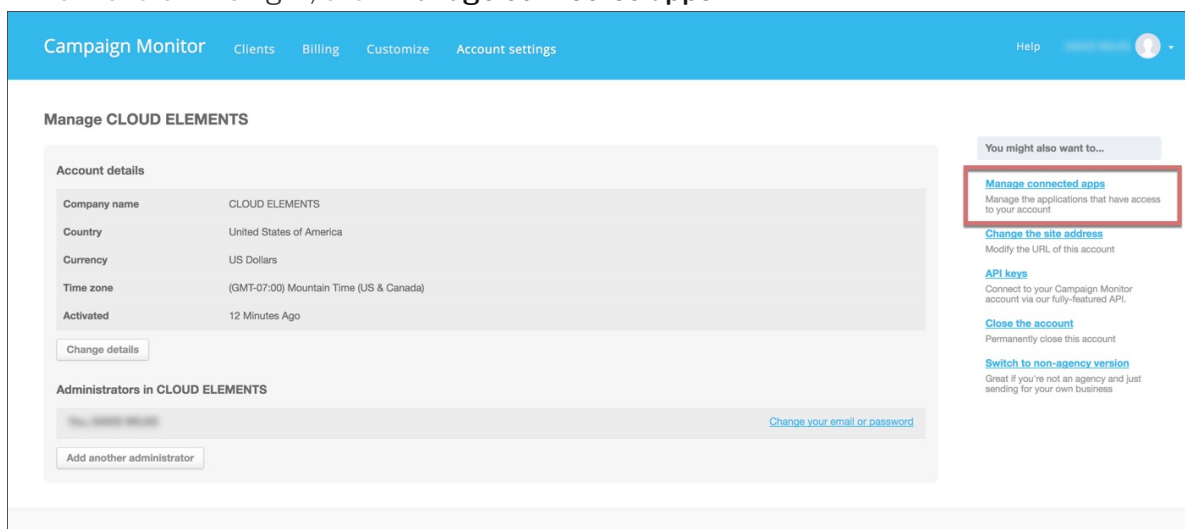 Manage connected apps
Campaign Monitor Clients Billing Customize Account settings Help
Manage CLOUD ELEMENTS
Account details
Company name CLOUD ELEMENTS
Country United States of America
Currency US Dollars
Time zone (GMT-07:00) Mountain Time (US & Canada)
Activated 12 Minutes Ago
Change details
Administrators in CLOUD ELEMENTS
Change your email or password
Add another administrator
You might also want to...
Manage connected apps
Manage the applications that have access
to your account
Change the site address
Modify the URL of this account
API keys
Connect to your Campaign Monitor
account via our fully-featured API.
Close the account
Permanently close this account
Switch to non-agency version
Great if you're not an agency and just
sending for your own business